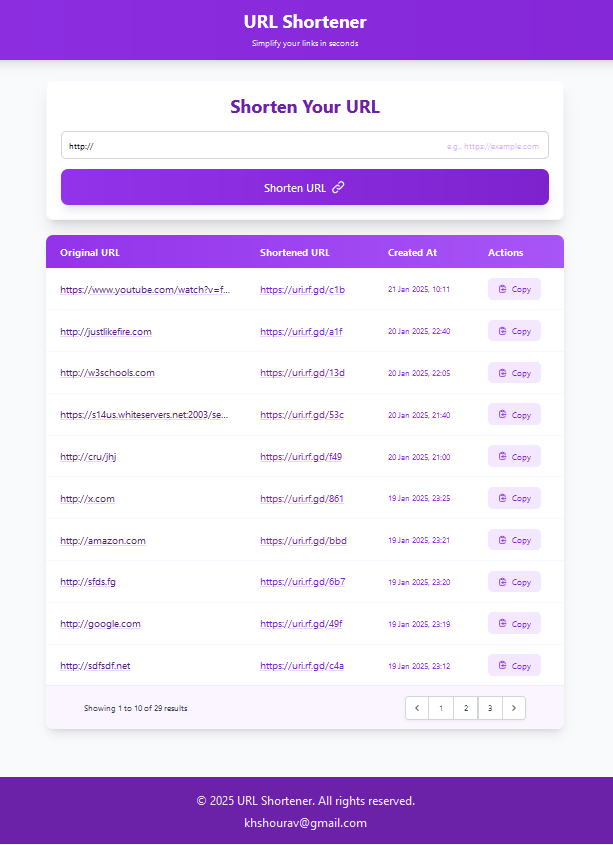 URL Shortener
Simplify your links in seconds
Shorten Your URL
http:// e.g., https://example.com
Shorten URL
Original URL Shortened URL Created At Actions
https://www.youtube.com/watch?v=f... https://uri.rf.gd/c1b 21 Jan 2025, 10:11 Copy
http://justlikefire.com https://uri.rf.gd/a1f 20 Jan 2025, 22:40 Copy
http://w3schools.com https://uri.rf.gd/13d 20 Jan 2025, 22:05 Copy
https://s14us.whiteservers.net:2003/se... https://uri.rf.gd/53c 20 Jan 2025, 21:40 Copy
http://cru/jhj https://uri.rf.gd/f49 20 Jan 2025, 21:00 Copy
http://x.com https://uri.rf.gd/861 19 Jan 2025, 23:25 Copy
http://amazon.com https://uri.rf.gd/bbd 19 Jan 2025, 23:21 Copy
http://sfds.fg https://uri.rf.gd/6b7 19 Jan 2025, 23:20 Copy
http://google.com https://uri.rf.gd/49f 19 Jan 2025, 23:19 Copy
http://sdfsdf.net https://uri.rf.gd/c4a 19 Jan 2025, 23:12 Copy
Showing 1 to 10 of 29 results 1 2 3
© 2025 URL Shortener. All rights reserved.
khshourav@gmail.com